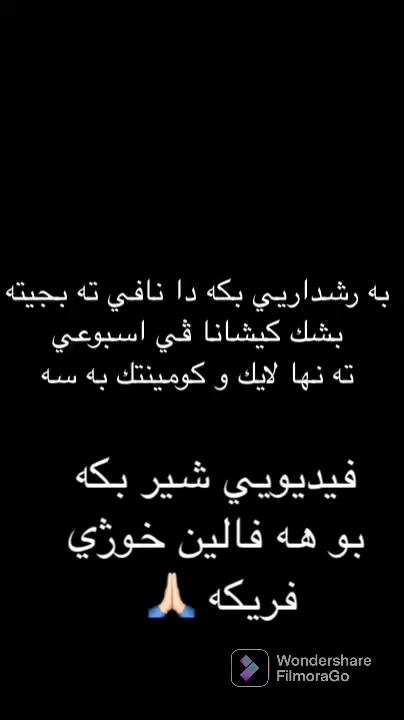 به رشداريي بكه دا نافي ته بجيته
بشك كيشانا ڤي اسبوعي
ته نها لايك و كومينتك به سه
فيديويي شير بكه
بو هه فالين خوژي
فريكه 🙏🏻
Wondershare
FilmoraGo